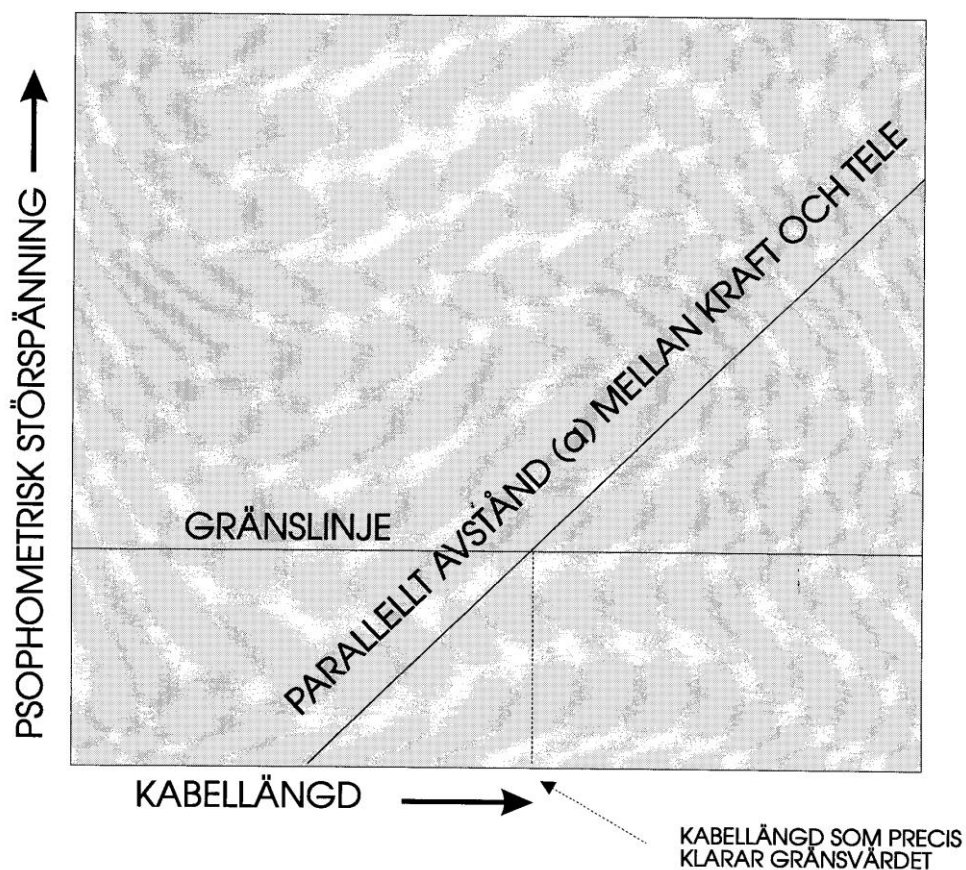 PSOPHOMETRISK STÖRSPÄNNING
PARALLELLT AVSTÅND (a) MELLAN KRAFT OCH TELE
GRÄNSLINJE
KABELLÄNGD
KABELLÄNGD SOM PRECIS
KLARAR GRÄNSVÄRDET